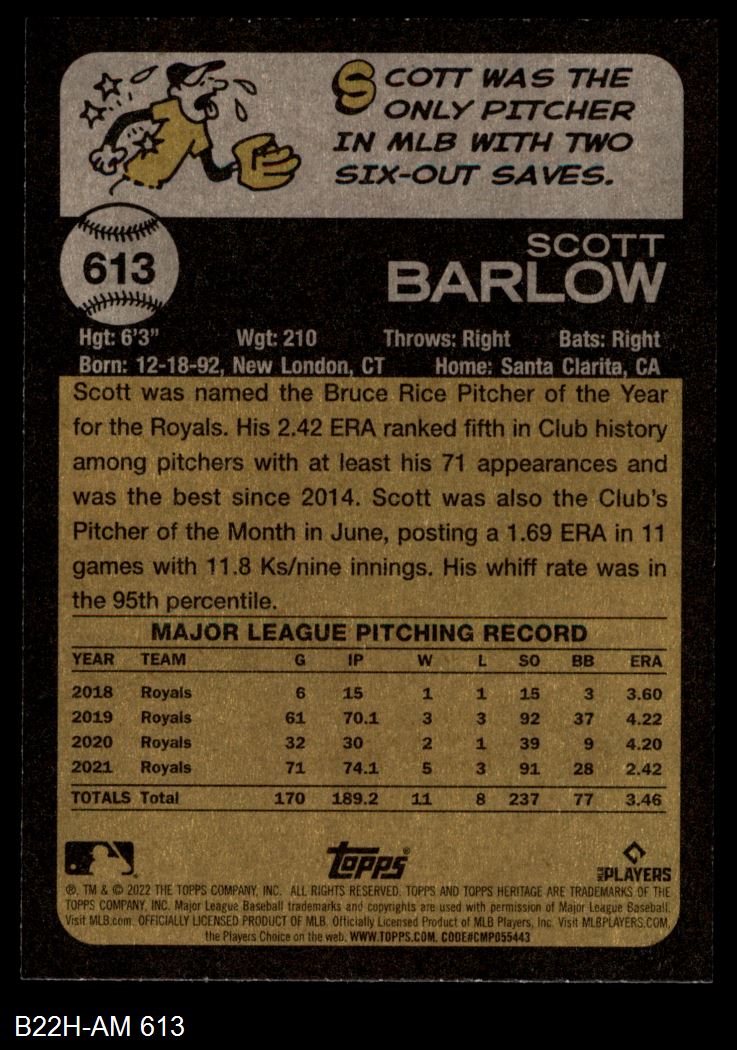 SCOTT WAS THE
ONLY PITCHER
IN MLB WITH TWO
SIX-OUT SAVES.
613
SCOTT
BARLOW
Hgt: 6'3" Wgt: 210 Throws: Right Bats: Right
Born: 12-18-92, New London, CT Home: Santa Clarita, CA
Scott was named the Bruce Rice Pitcher of the Year
for the Royals. His 2.42 ERA ranked fifth in Club history
among pitchers with at least his 71 appearances and
was the best since 2014. Scott was also the Club's
Pitcher of the Month in June, posting a 1.69 ERA in 11
games with 11.8 Ks/nine innings. His whiff rate was in
the 95th percentile.
MAJOR LEAGUE PITCHING RECORD
YEAR TEAM G IP W L SO BB ERA
2018 Royals 6 15 1 1 15 3 3.60
2019 Royals 61 70.1 3 3 92 37 4.22
2020 Royals 32 30 2 1 39 9 4.20
2021 Royals 71 74.1 5 3 91 28 2.42
TOTALS Total 170 189.2 11 8 237 77 3.46
Topps®
MLB PLAYERS
®, TM & © 2022 THE TOPPS COMPANY, INC. ALL RIGHTS RESERVED. TOPPS AND TOPPS HERITAGE ARE TRADEMARKS OF THE
TOPPS COMPANY, INC. Major League Baseball trademarks and copyrights are used with permission of Major League Baseball.
Visit MLB.com. OFFICIALLY LICENSED PRODUCT OF MLB. Officially Licensed Product of MLB Players, Inc. Visit MLBPLAYERS.COM,
the Players Choice on the web. WWW.TOPPS.COM. CODE#CMP055443
B22H-AM 613